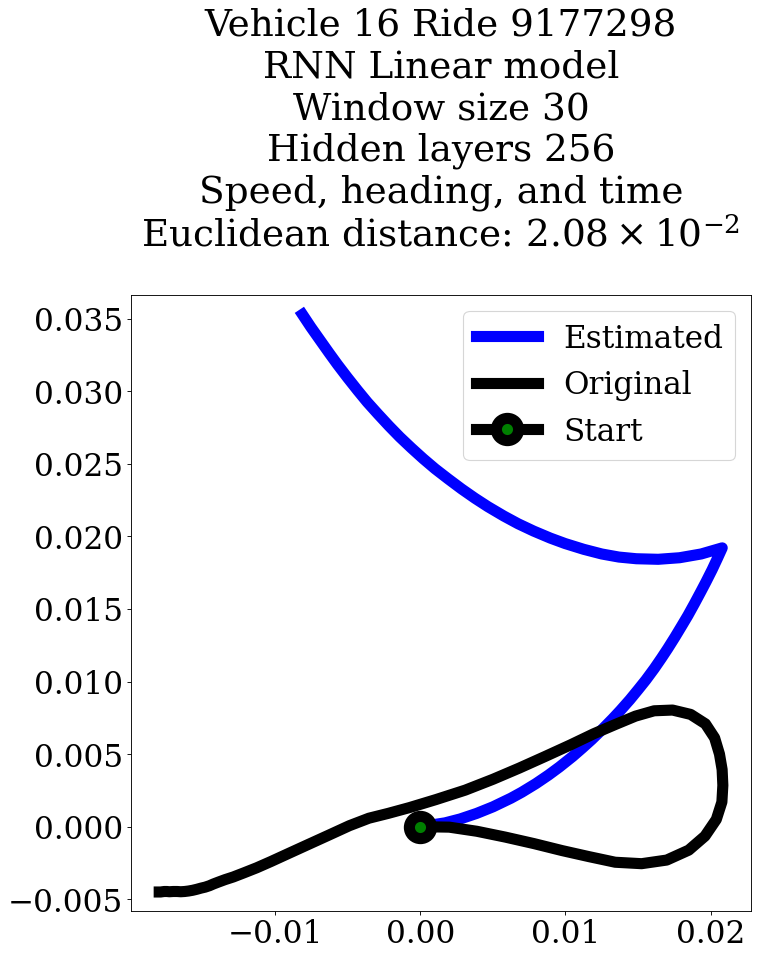 Vehicle 16 Ride 9177298
RNN Linear model
Window size 30
Hidden layers 256
Speed, heading, and time
Euclidean distance: 2.08 × 10⁻²
Estimated
Original
Start
0.035
0.030
0.025
0.020
0.015
0.010
0.005
0.000
−0.005
−0.01
0.00
0.01
0.02